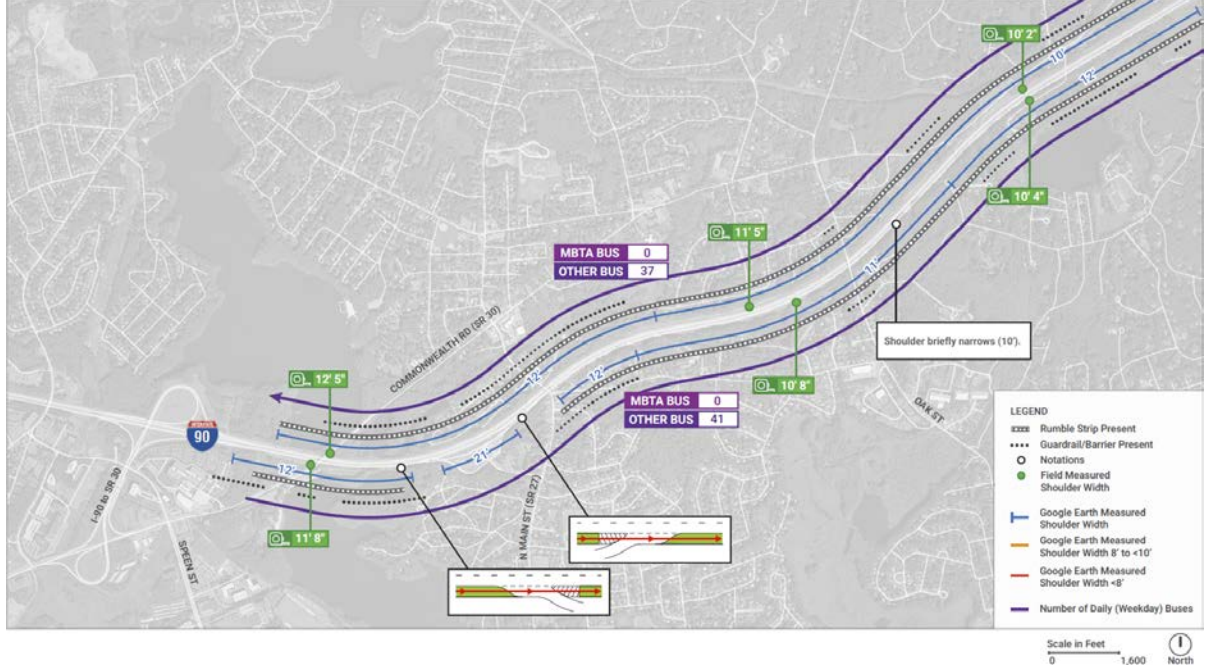 10' 2"
10'
12'
10' 4"
11' 5"
MBTA BUS 0
OTHER BUS 37
11'
Shoulder briefly narrows (10').
COMMONWEALTH RD (SR 30)
12'
12'
10' 8"
12' 5"
MBTA BUS 0
OTHER BUS 41
OAK ST
INTERSTATE
90
12'
21'
11' 8"
I-90 to SR 30
SPEEN ST
N MAIN ST (SR 27)
LEGEND
Rumble Strip Present
Guardrail/Barrier Present
Notations
Field Measured
Shoulder Width
Google Earth Measured
Shoulder Width
Google Earth Measured
Shoulder Width 8' to <10'
Google Earth Measured
Shoulder Width <8'
Number of Daily (Weekday) Buses
Scale in Feet
0 1,600
North